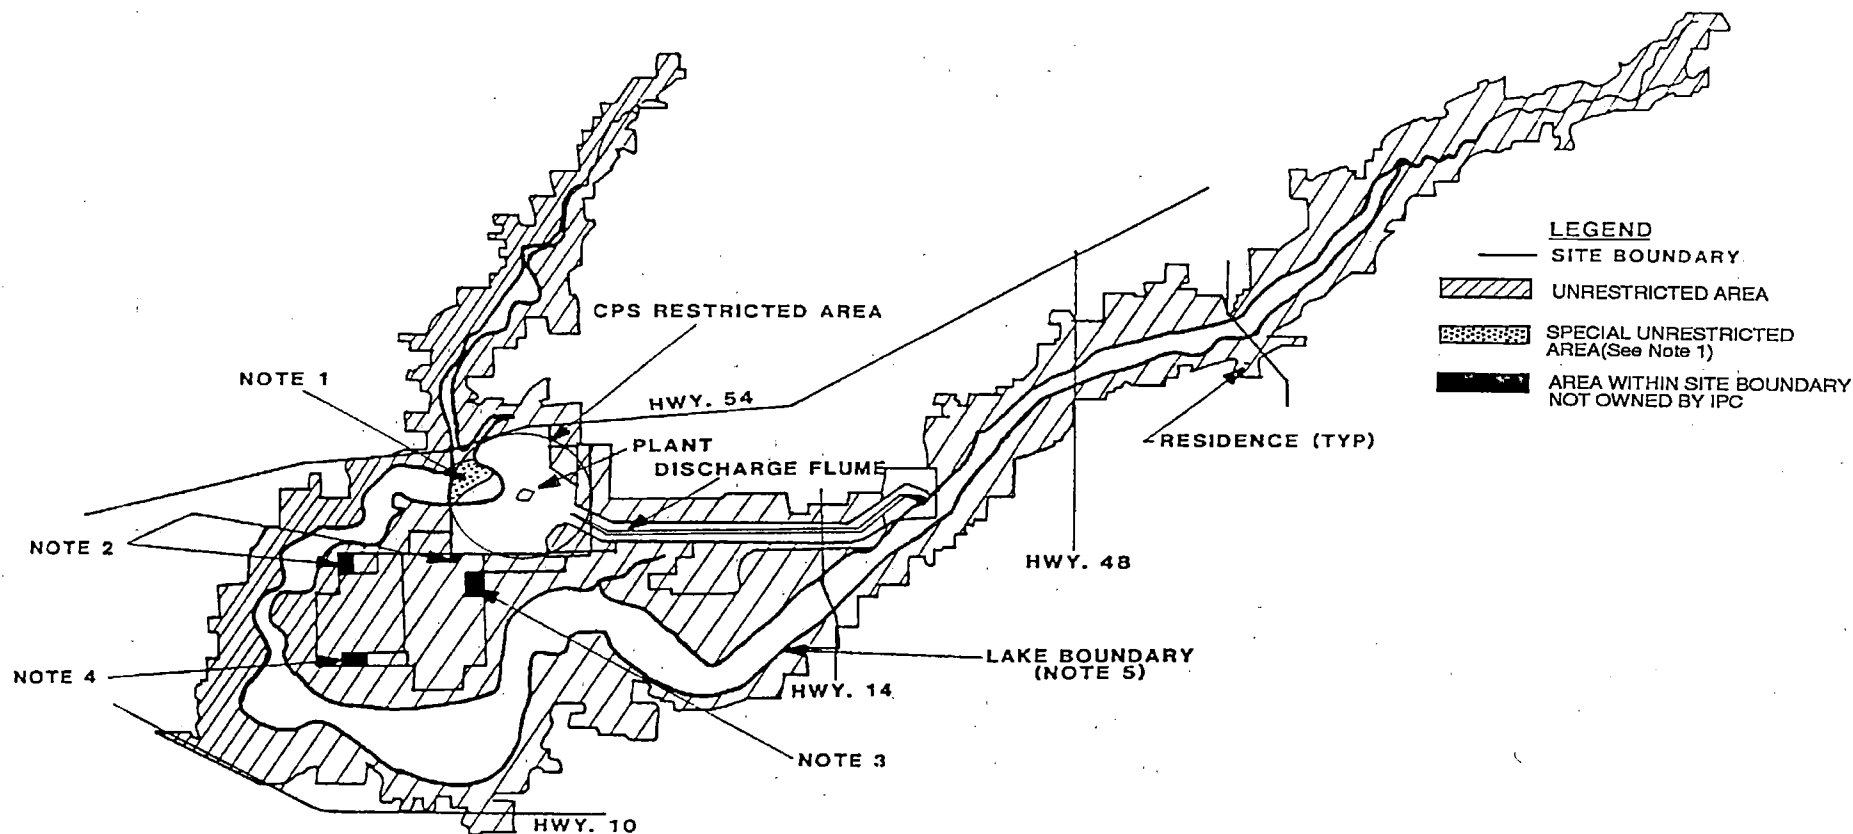 LEGEND
SITE BOUNDARY
UNRESTRICTED AREA
SPECIAL UNRESTRICTED
AREA(See Note 1)
AREA WITHIN SITE BOUNDARY
NOT OWNED BY IPC
CPS RESTRICTED AREA
NOTE 1
HWY. 54
PLANT
DISCHARGE FLUME
RESIDENCE (TYP)
NOTE 2
HWY. 48
NOTE 4
LAKE BOUNDARY
(NOTE 5)
HWY. 14
NOTE 3
HWY. 10